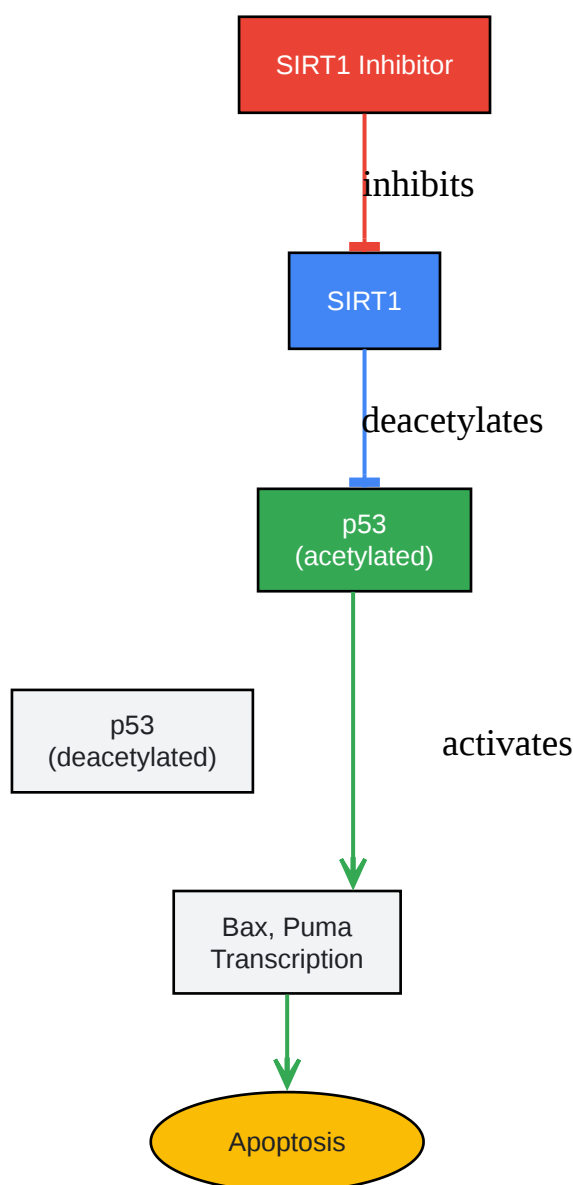 SIRT1 Inhibitor
inhibits
SIRT1
deacetylates
p53
(acetylated)
p53
(deacetylated)
activates
Bax, Puma
Transcription
Apoptosis